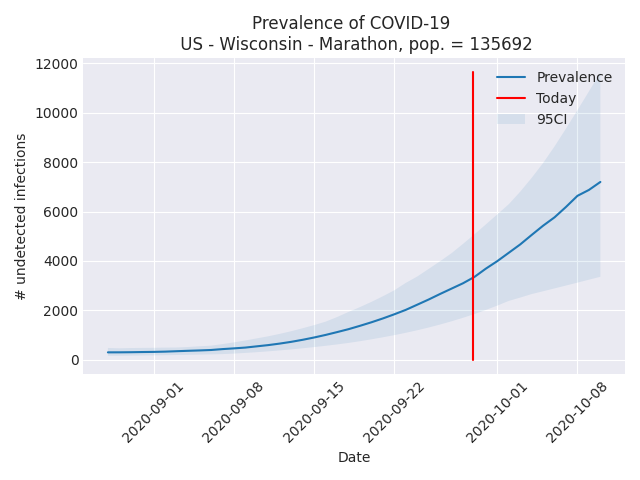 Prevalence of COVID-19
US - Wisconsin - Marathon, pop. = 135692
12000
10000
8000
6000
4000
2000
0
# undetected infections
Prevalence
Today
95CI
2020-09-01
2020-09-08
2020-09-15
2020-09-22
2020-10-01
2020-10-08
Date